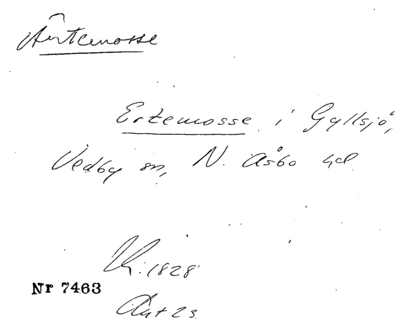 Ärtemosse
Ertemosse i Gyllsjö,
Vedby sn, N. Åsbo hd
1828
Nr 7463